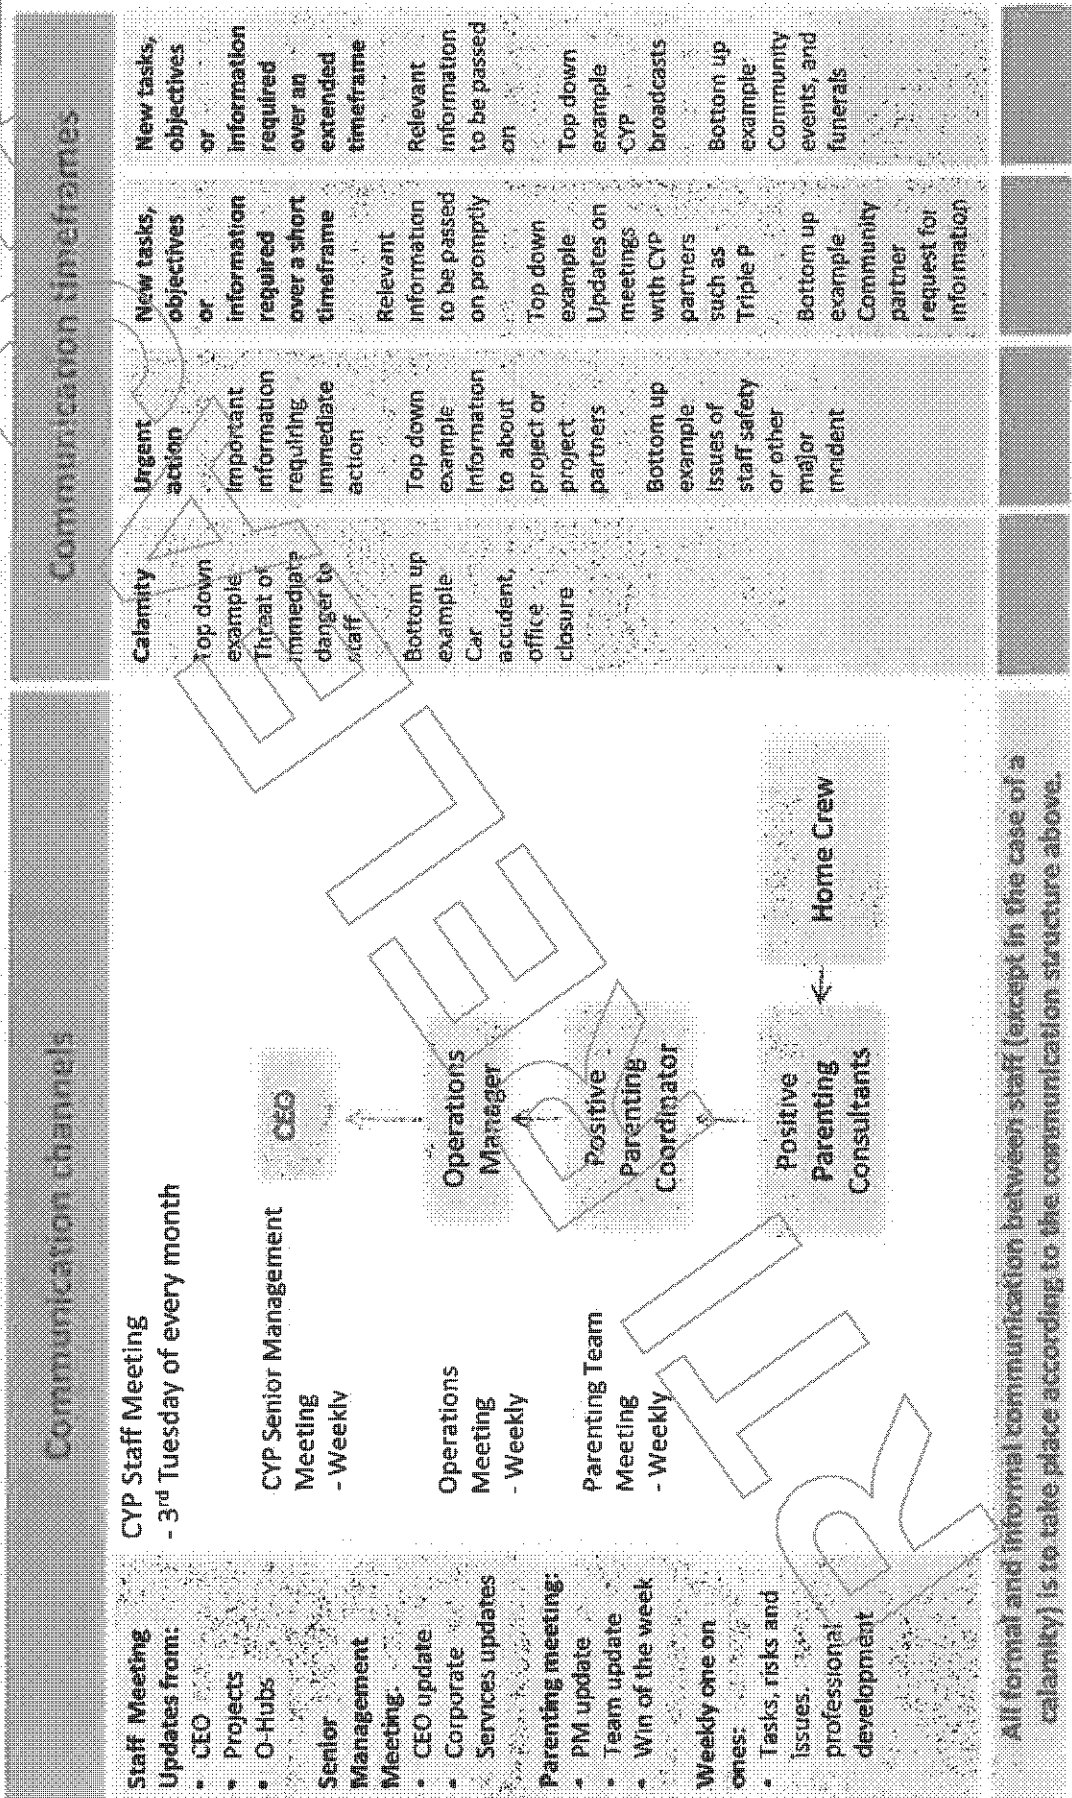 Communication channels
Communication timeframes
Staff Meeting
Updates from:
• CEO
• Projects
• O-Hubs
Senior
Management
Meeting:
• CEO update
• Corporate
Services updates
Parenting meeting:
• PM update
• Team update
• Win of the week
Weekly one on
ones:
• Tasks, risks and
issues.
professional
development
CYP Staff Meeting
- 3rd Tuesday of every month
CYP Senior Management
Meeting
- Weekly
Operations
Meeting
- Weekly
Parenting Team
Meeting
- Weekly
CEO
Operations
Manager
Positive
Parenting
Coordinator
Positive
Parenting
Consultants
Home Crew
Calamity
Top down
example
Threat of
immediate
danger to
staff
Bottom up
example
Car
accident,
office
closure
Urgent
action
Important
information
requiring
immediate
action
Top down
example
Information
to about
project or
project
partners
Bottom up
example
Issues of
staff safety
or other
major
incident
New tasks,
objectives
or
information
required
over a short
timeframe
Relevant
information
to be passed
on promptly
Top down
example
Updates on
meetings
with CYP
partners
such as
Triple P
Bottom up
example
Community
partner
request for
information
New tasks,
objectives
or
information
required
over an
extended
timeframe
Relevant
information
to be passed
on
Top down
example
CYP
broadcasts
Bottom up
example:
Community
events, and
funerals
All formal and informal communication between staff (except in the case of a
calamity) is to take place according to the communication structure above.
RTI RELEASED